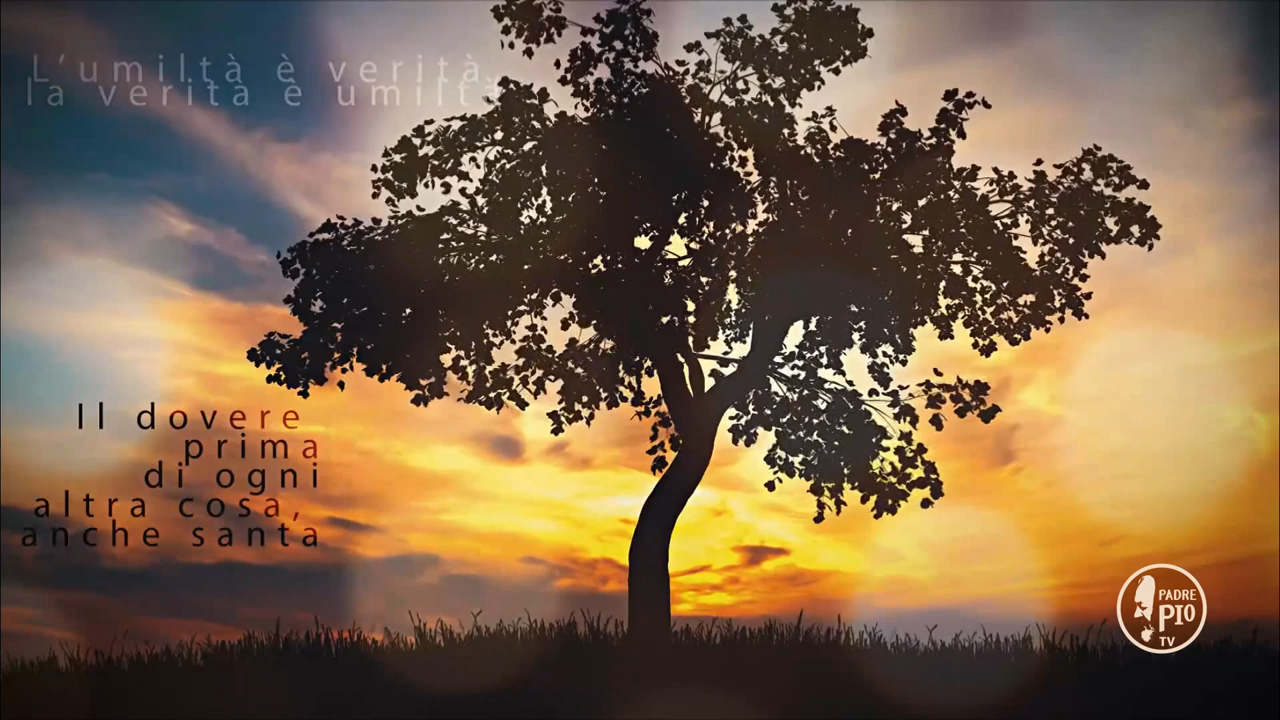 L'umiltà è verità,
la verità è umiltà
Il dovere
prima
di ogni
altra cosa,
anche santa
PADRE
PIO
TV